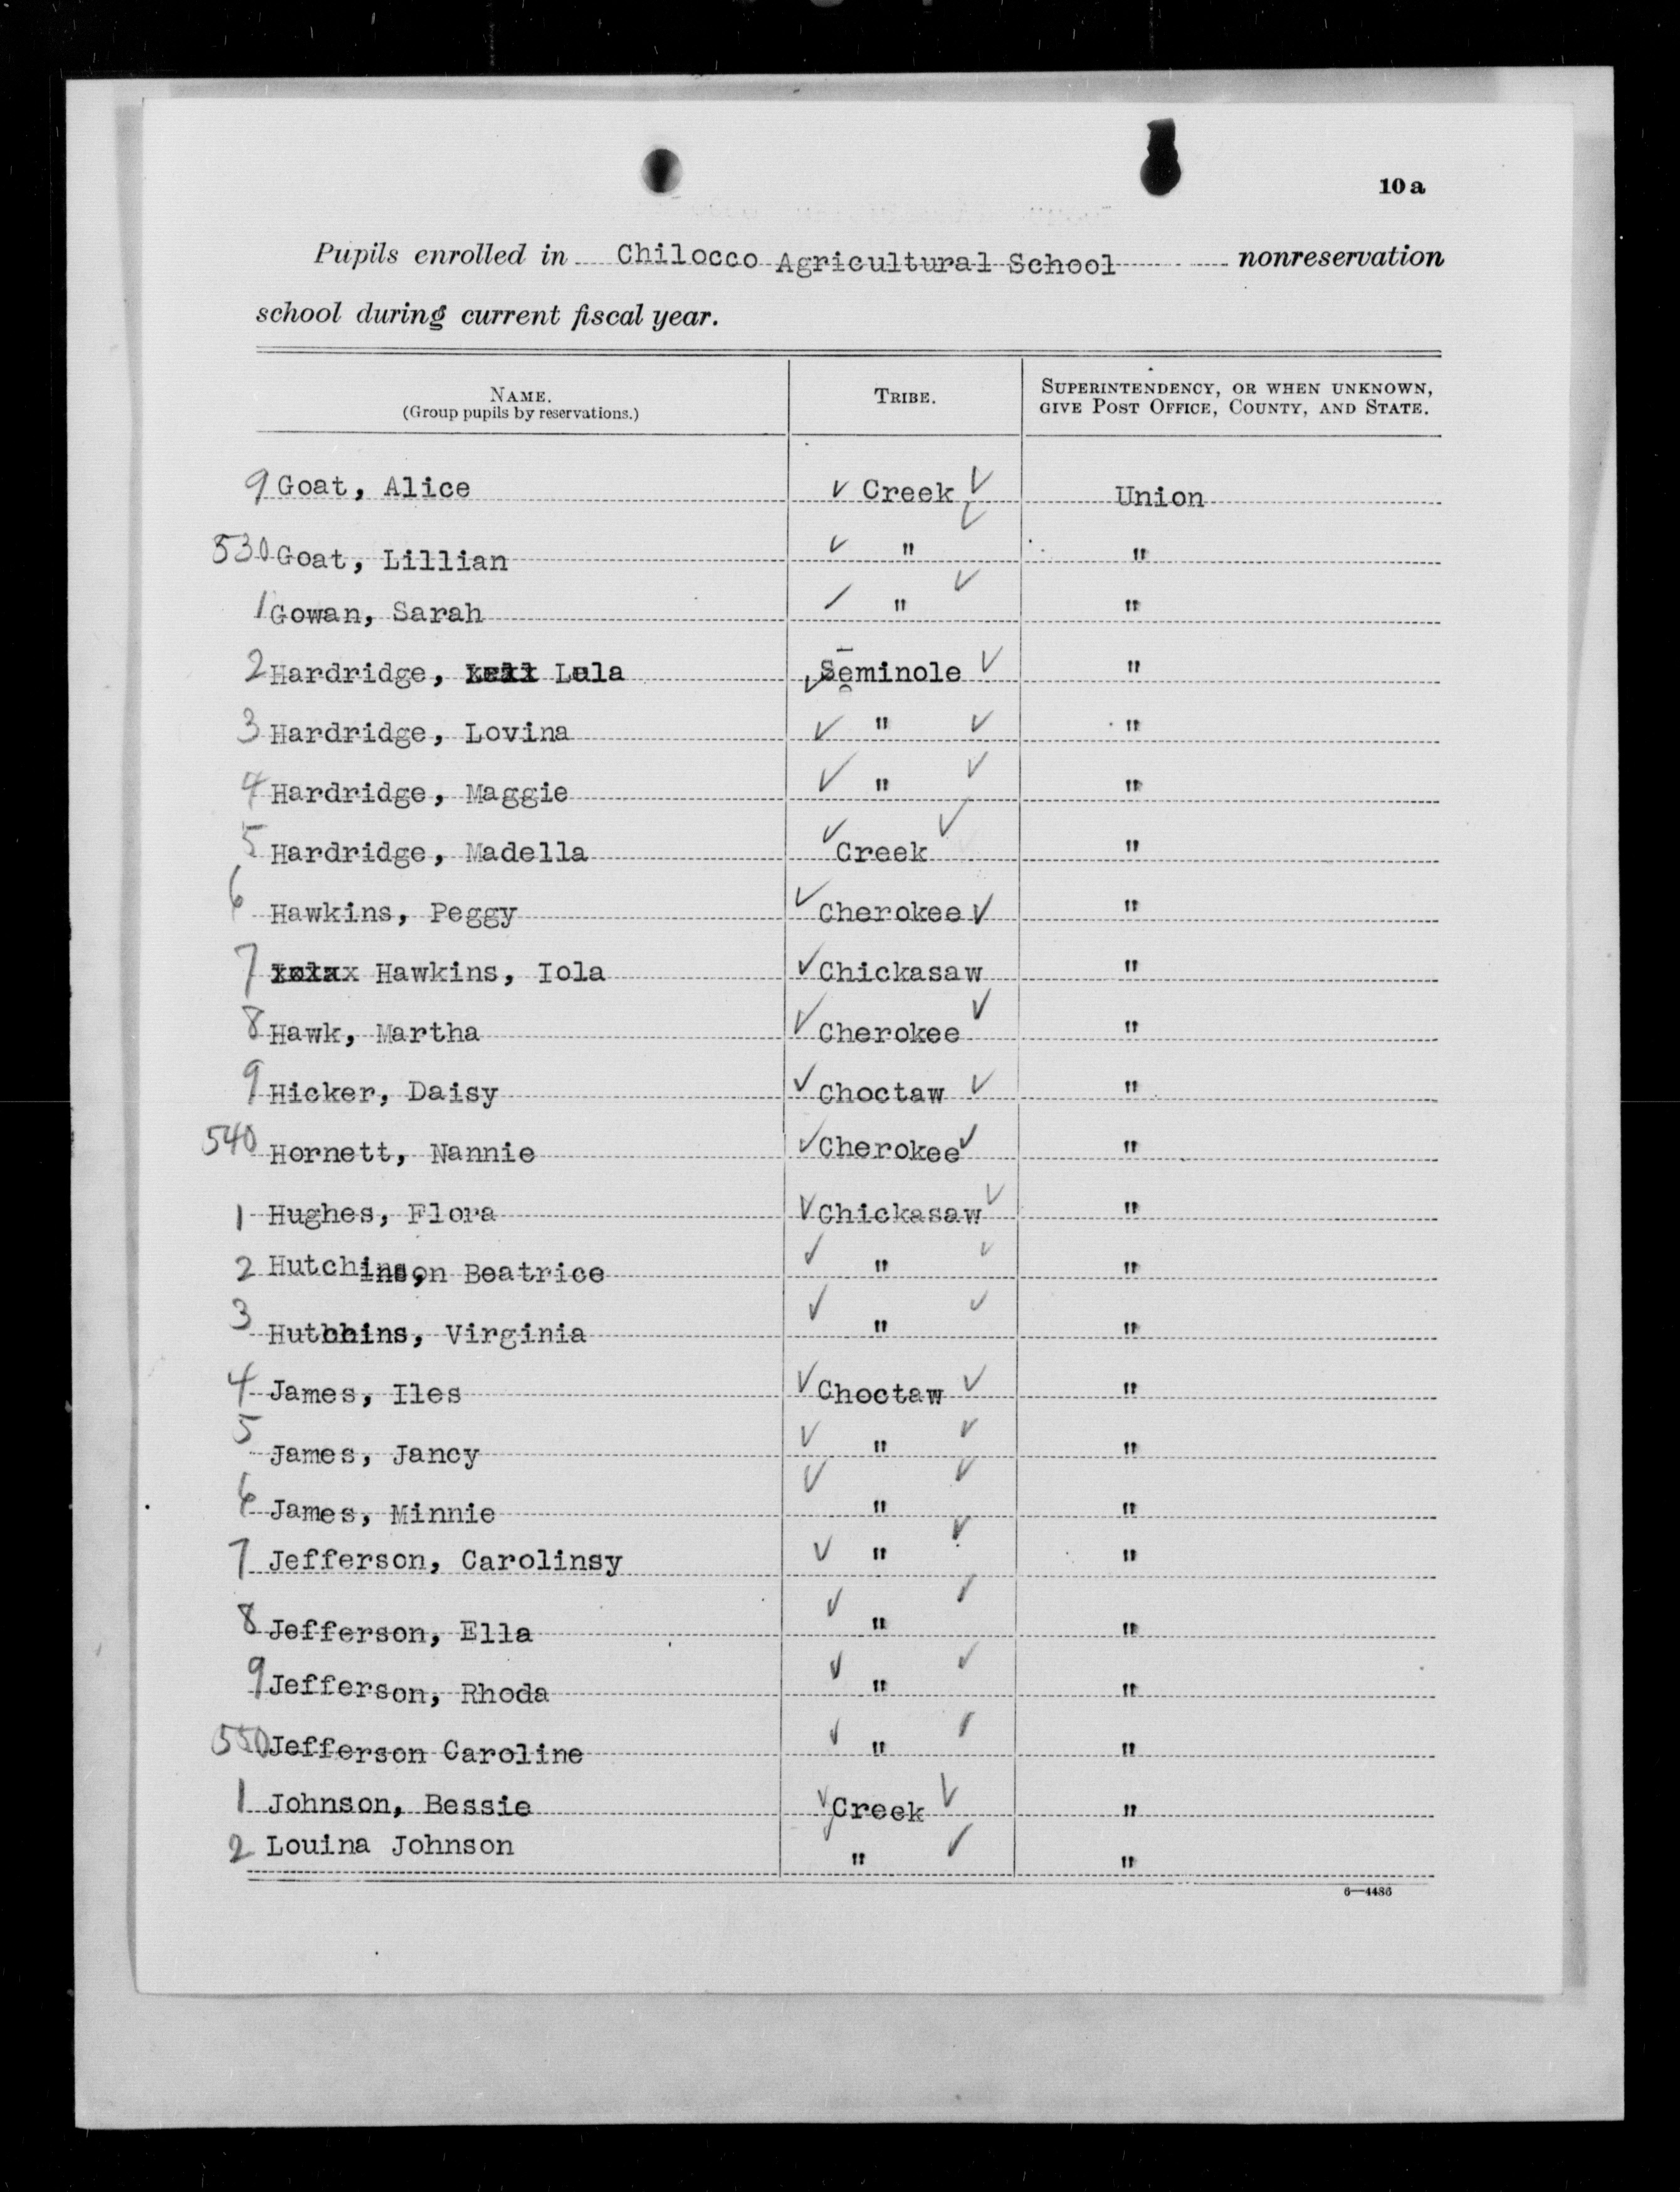 10a
Pupils enrolled in Chilocco Agricultural School nonreservation
school during current fiscal year.
NAME. TRIBE. SUPERINTENDENCY, OR WHEN UNKNOWN,
(Group pupils by reservations.) GIVE POST OFFICE, COUNTY, AND STATE.
9 Goat, Alice ✓ Creek ✓ Union
530 Goat, Lillian ✓ " ✓ "
1 Gowan, Sarah ✓ " ✓ "
2 Hardridge, Lula ✓ Seminole ✓ "
3 Hardridge, Lovina ✓ " ✓ "
4 Hardridge, Maggie ✓ " ✓ "
5 Hardridge, Madella ✓ Creek ✓ "
6 Hawkins, Peggy ✓ Cherokee ✓ "
7 Hawkins, Iola ✓ Chickasaw "
8 Hawk, Martha ✓ Cherokee ✓ "
9 Hicker, Daisy ✓ Choctaw ✓ "
540 Hornett, Nannie ✓ Cherokee ✓ "
1 Hughes, Flora ✓ Chickasaw ✓ "
2 Hutchinson, Beatrice ✓ " ✓ "
3 Hutchins, Virginia ✓ " ✓ "
4 James, Iles ✓ Choctaw ✓ "
5 James, Jancy ✓ " ✓ "
6 James, Minnie ✓ " ✓ "
7 Jefferson, Carolinsy ✓ " ✓ "
8 Jefferson, Ella ✓ " ✓ "
9 Jefferson, Rhoda ✓ " ✓ "
550 Jefferson Caroline ✓ " ✓ "
1 Johnson, Bessie ✓ Creek ✓ "
2 Louina Johnson ✓ " ✓ "
6—4486